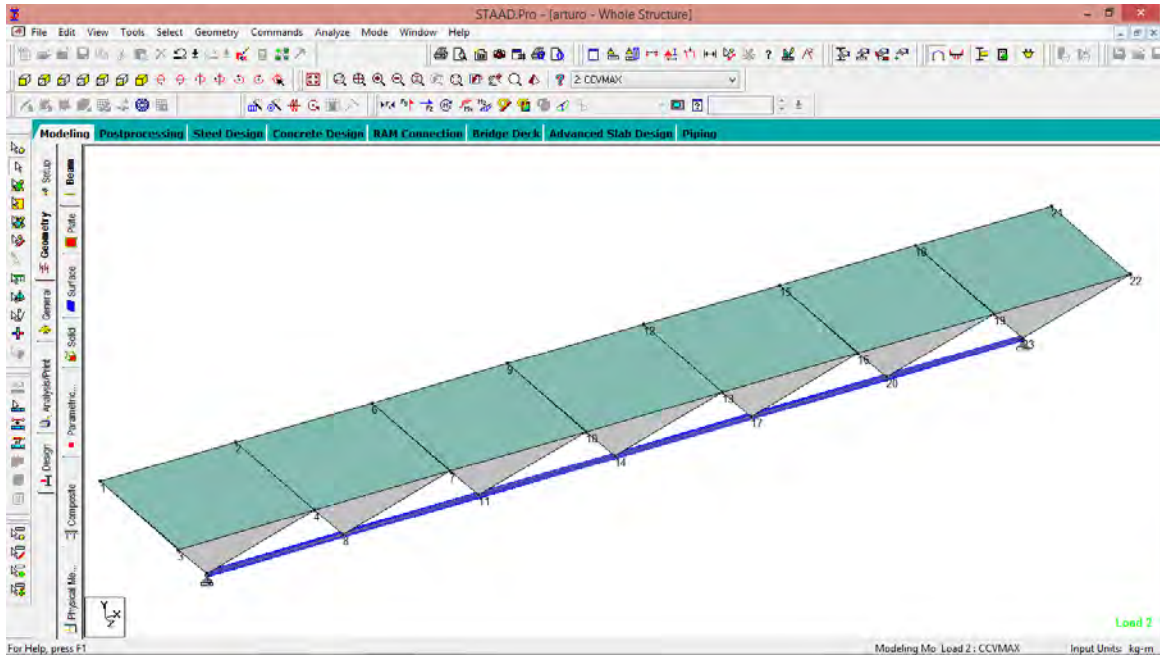 STAAD.Pro - [arturo - Whole Structure]
File Edit View Tools Select Geometry Commands Analyze Mode Window Help
2: CCVMAX
Modeling Postprocessing Steel Design Concrete Design RAM Connection Bridge Deck Advanced Slab Design Piping
Setup
Geometry
General
Analysis/Print
Design
Beam
Plate
Surface
Solid
Parametric...
Composite
Physical Me...
21
18
22
15
19
23
12
16
20
9
13
17
6
10
14
2
7
11
1
4
8
3
Y
X
Z
Load 2
For Help, press F1
Modeling Mo Load 2 : CCVMAX Input Units: kg-m